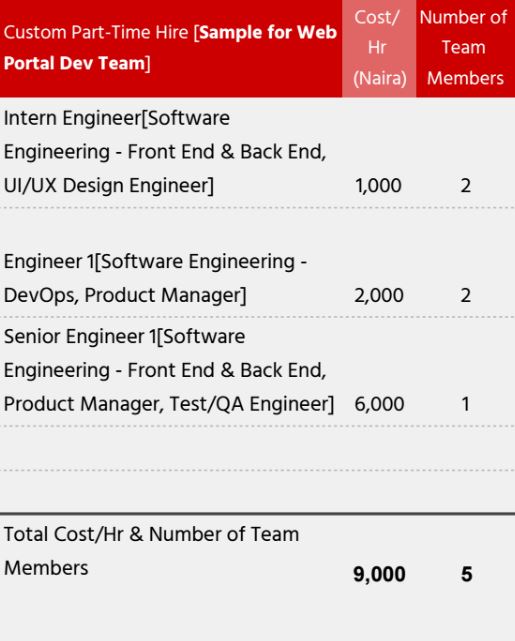 Custom Part-Time Hire [Sample for Web
Portal Dev Team]
Cost/
Hr
(Naira)
Number of
Team
Members
Intern Engineer[Software
Engineering - Front End & Back End,
UI/UX Design Engineer] 1,000 2
Engineer 1[Software Engineering -
DevOps, Product Manager] 2,000 2
Senior Engineer 1[Software
Engineering - Front End & Back End,
Product Manager, Test/QA Engineer] 6,000 1
Total Cost/Hr & Number of Team
Members 9,000 5